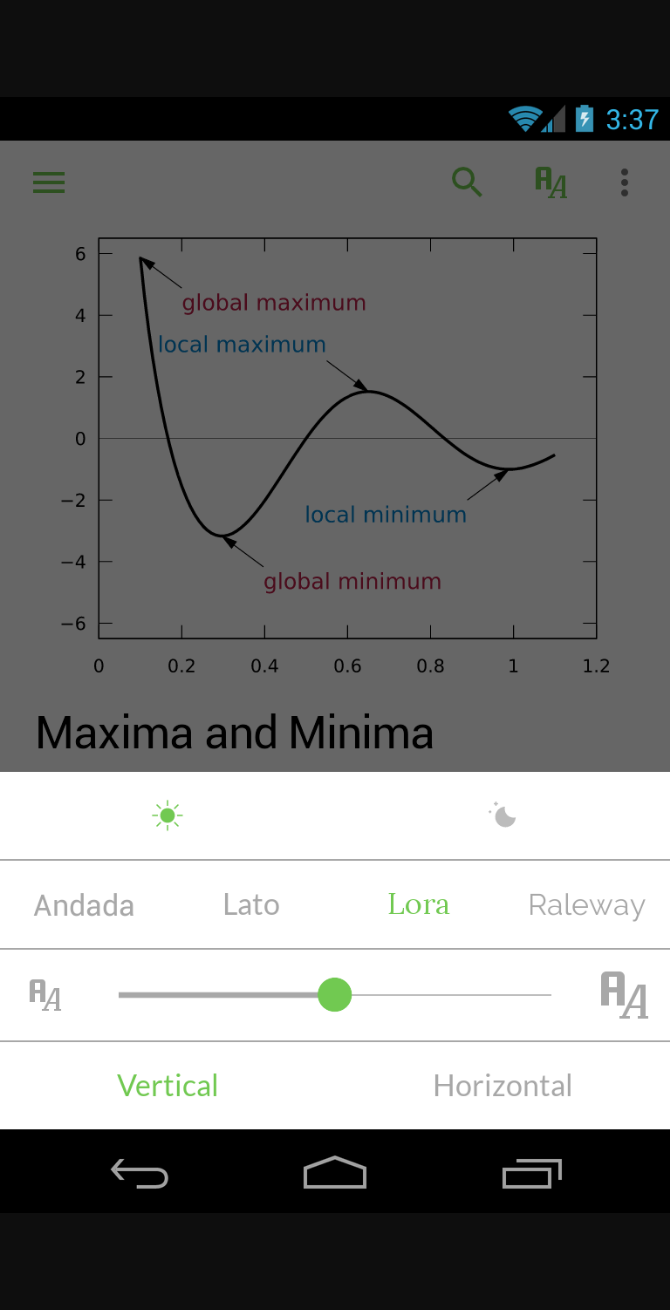 3:37
AA
6
global maximum
4
local maximum
2
0
−2
local minimum
−4
global minimum
−6
0 0.2 0.4 0.6 0.8 1 1.2
Maxima and Minima
Andada Lato Lora Raleway
AA AA
Vertical Horizontal